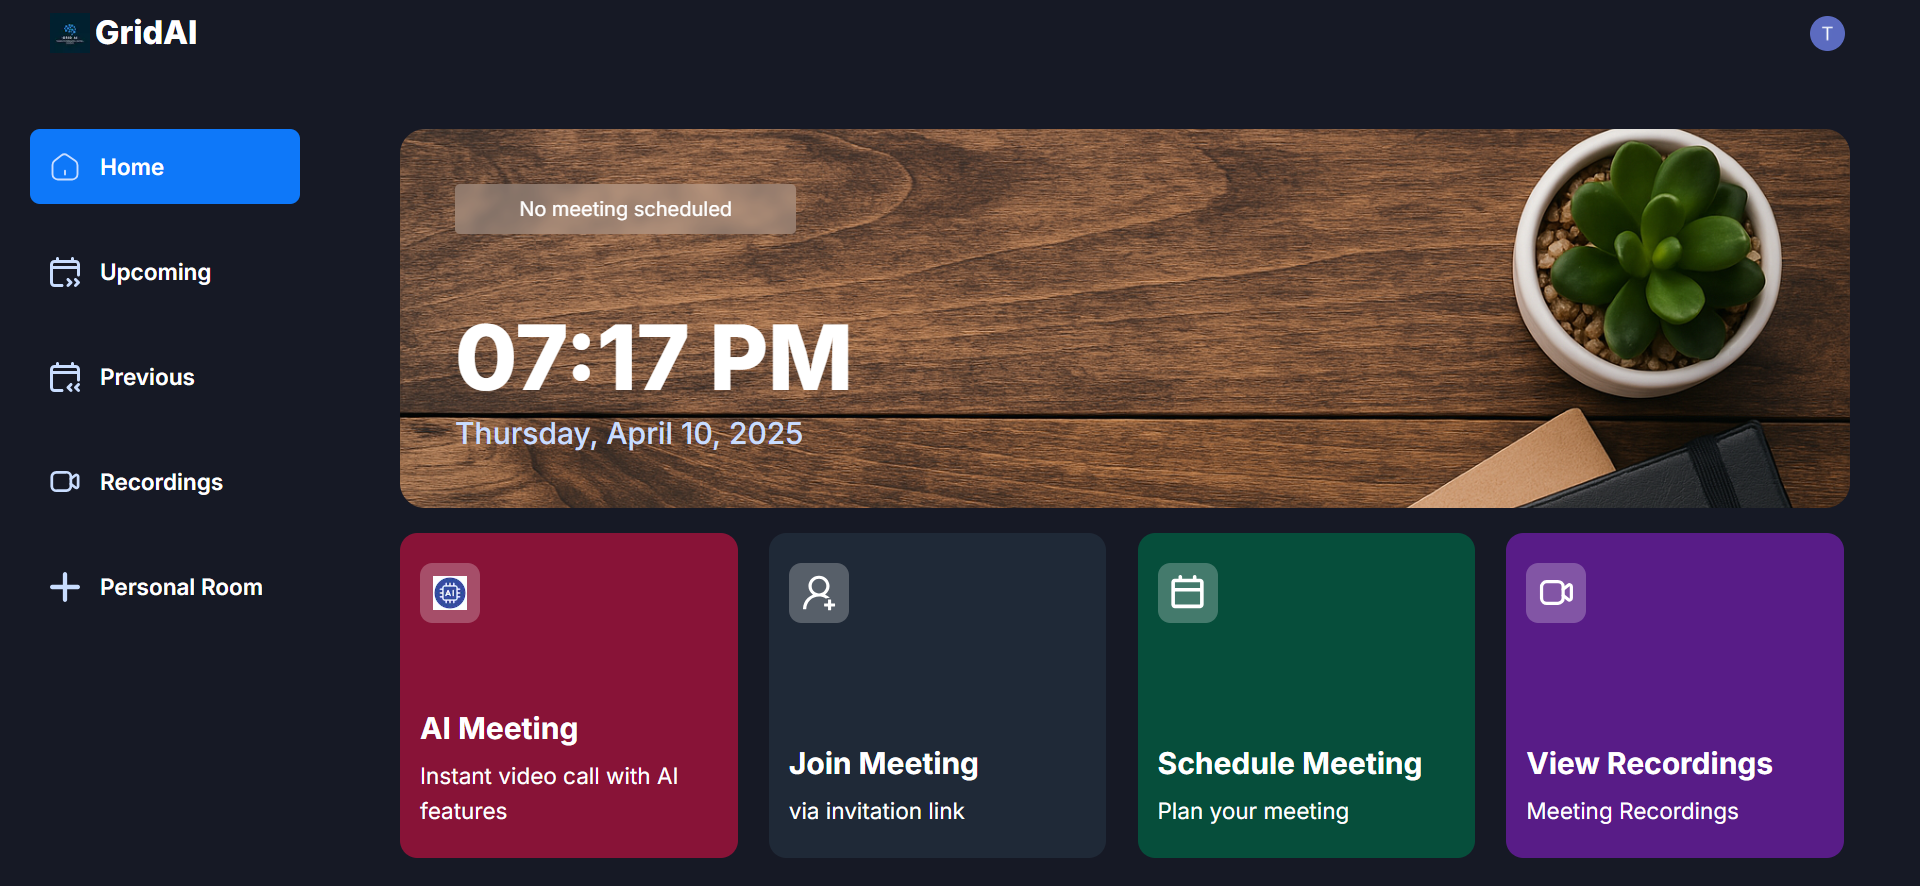 GridAI
T
Home
Upcoming
Previous
Recordings
Personal Room
No meeting scheduled
07:17 PM
Thursday, April 10, 2025
AI
AI Meeting
Instant video call with AI
features
Join Meeting
via invitation link
Schedule Meeting
Plan your meeting
View Recordings
Meeting Recordings